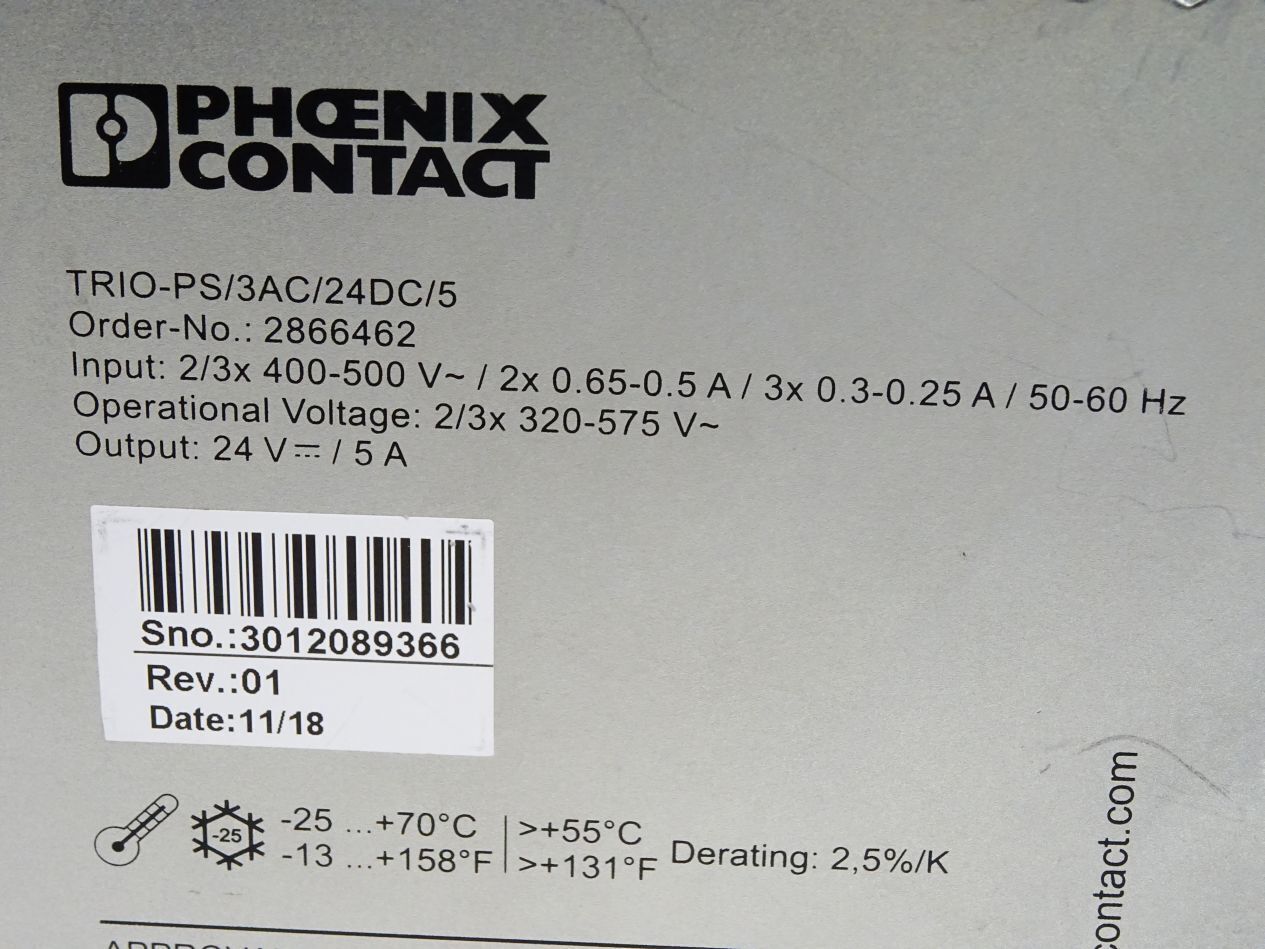 PHŒNIX
CONTACT
TRIO-PS/3AC/24DC/5
Order-No.: 2866462
Input: 2/3x 400-500 V~ / 2x 0.65-0.5 A / 3x 0.3-0.25 A / 50-60 Hz
Operational Voltage: 2/3x 320-575 V~
Output: 24 V⎓ / 5 A
Sno.:3012089366
Rev.:01
Date:11/18
-25
-25 ...+70°C >+55°C
-13 ...+158°F >+131°F
Derating: 2,5%/K
ontact.com